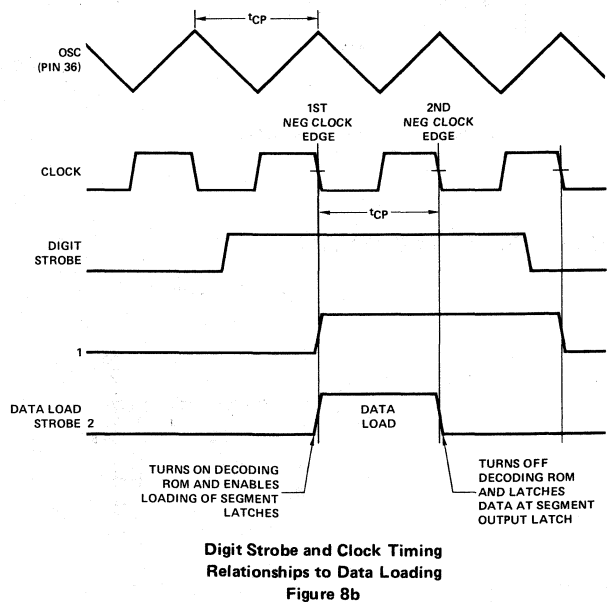 tCP
OSC
(PIN 36)
1ST
NEG CLOCK
EDGE
2ND
NEG CLOCK
EDGE
CLOCK
tCP
DIGIT
STROBE
1
DATA LOAD
STROBE 2
DATA
LOAD
TURNS ON DECODING
ROM AND ENABLES
LOADING OF SEGMENT
LATCHES
TURNS OFF
DECODING ROM
AND LATCHES
DATA AT SEGMENT
OUTPUT LATCH
Digit Strobe and Clock Timing
Relationships to Data Loading
Figure 8b